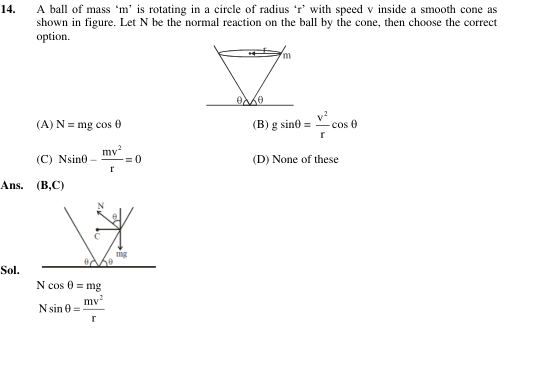 14. A ball of mass ‘m’ is rotating in a circle of radius ‘r’ with speed v inside a smooth cone as
shown in figure. Let N be the normal reaction on the ball by the cone, then choose the correct
option.
r
m
θ θ
(A) N = mg cos θ
(B) g sinθ = v²/r cos θ
(C) Nsinθ – mv²/r = 0
(D) None of these
Ans. (B,C)
N
θ
C
mg
θ θ
Sol.
N cos θ = mg
N sin θ = mv²/r